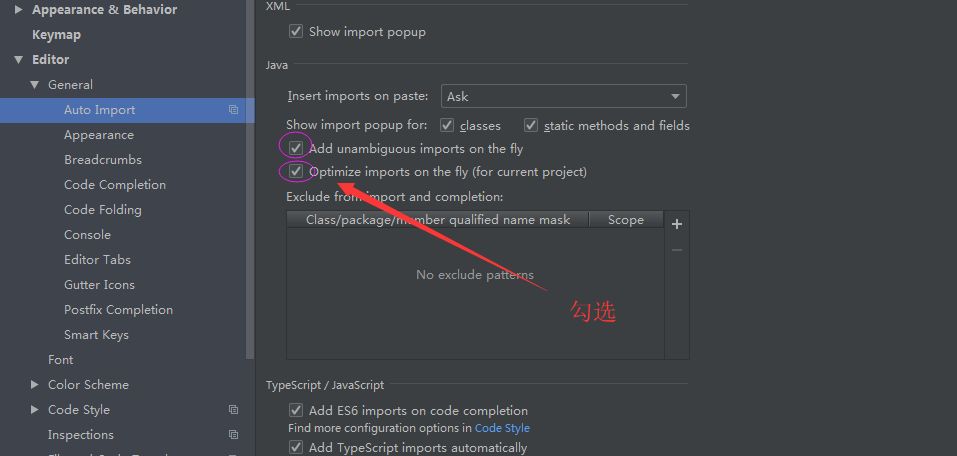 Appearance & Behavior
Keymap
Editor
General
Auto Import
Appearance
Breadcrumbs
Code Completion
Code Folding
Console
Editor Tabs
Gutter Icons
Postfix Completion
Smart Keys
Font
Color Scheme
Code Style
Inspections
XML
Show import popup
Java
Insert imports on paste: Ask
Show import popup for: classes static methods and fields
Add unambiguous imports on the fly
Optimize imports on the fly (for current project)
Exclude from import and completion:
Class/package/member qualified name mask Scope
No exclude patterns
勾选
TypeScript / JavaScript
Add ES6 imports on code completion
Find more configuration options in Code Style
Add TypeScript imports automatically